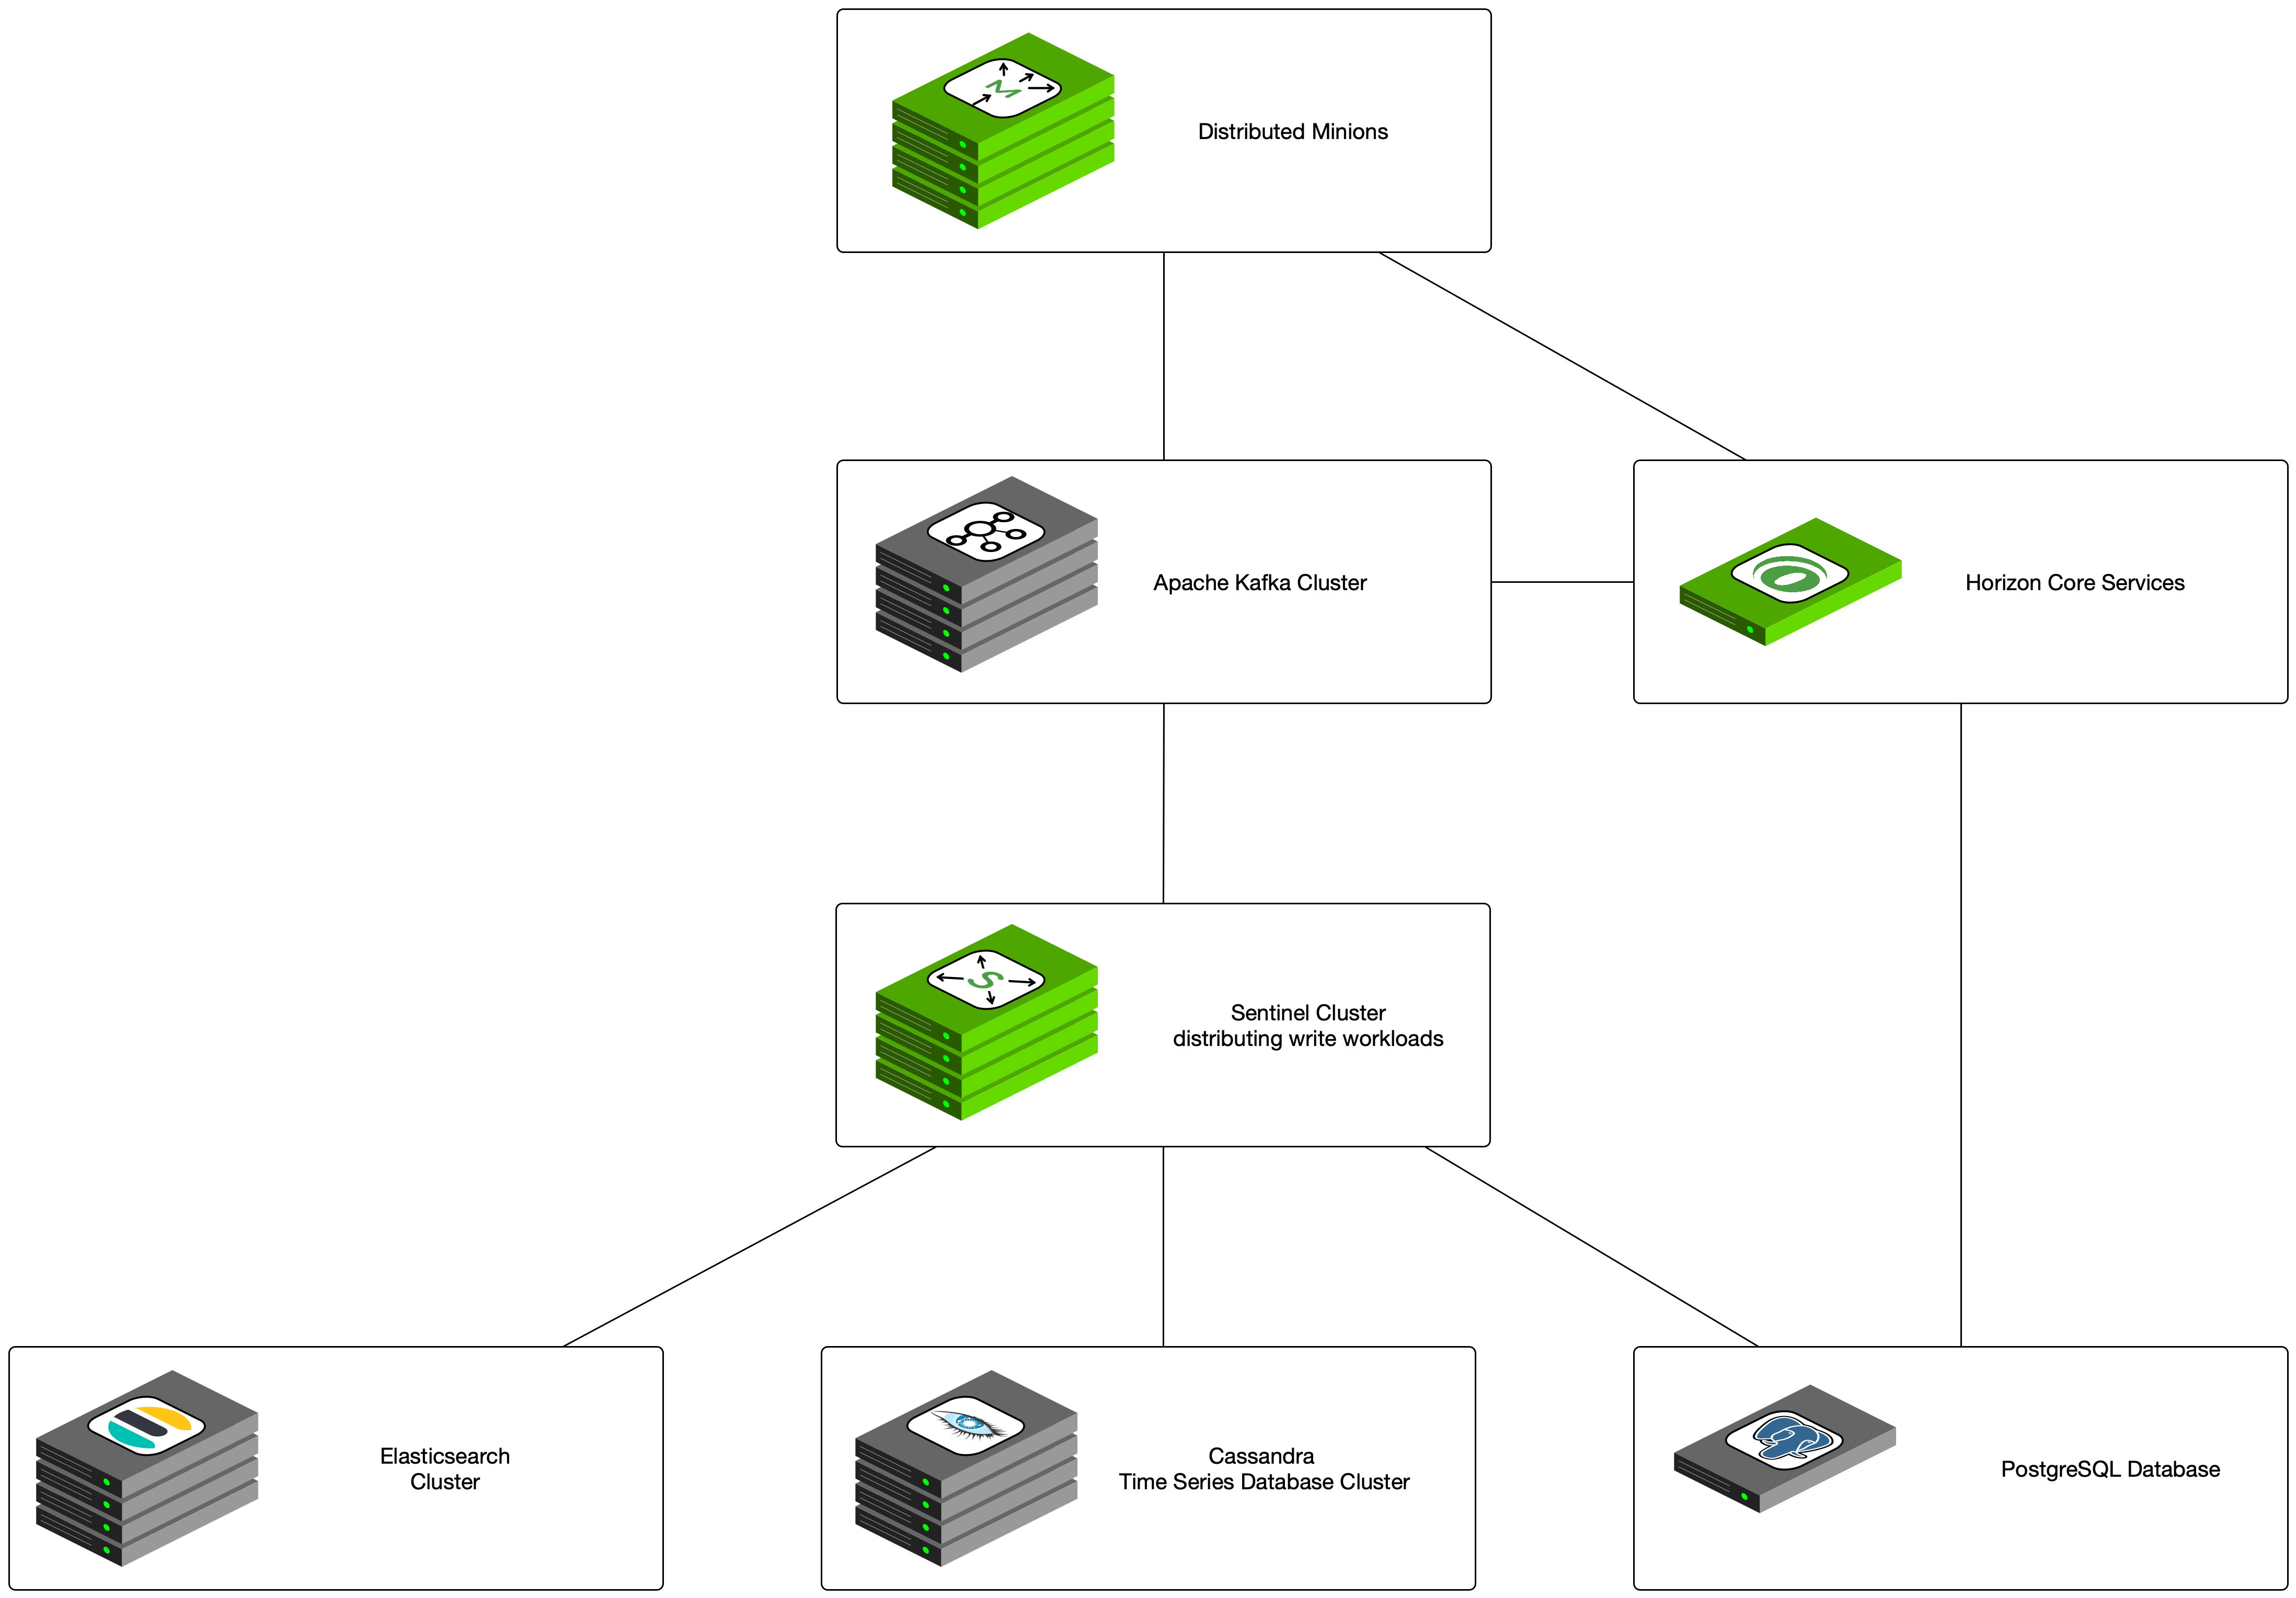 Distributed Minions
Apache Kafka Cluster
Horizon Core Services
Sentinel Cluster
distributing write workloads
Elasticsearch
Cluster
Cassandra
Time Series Database Cluster
PostgreSQL Database
M
S